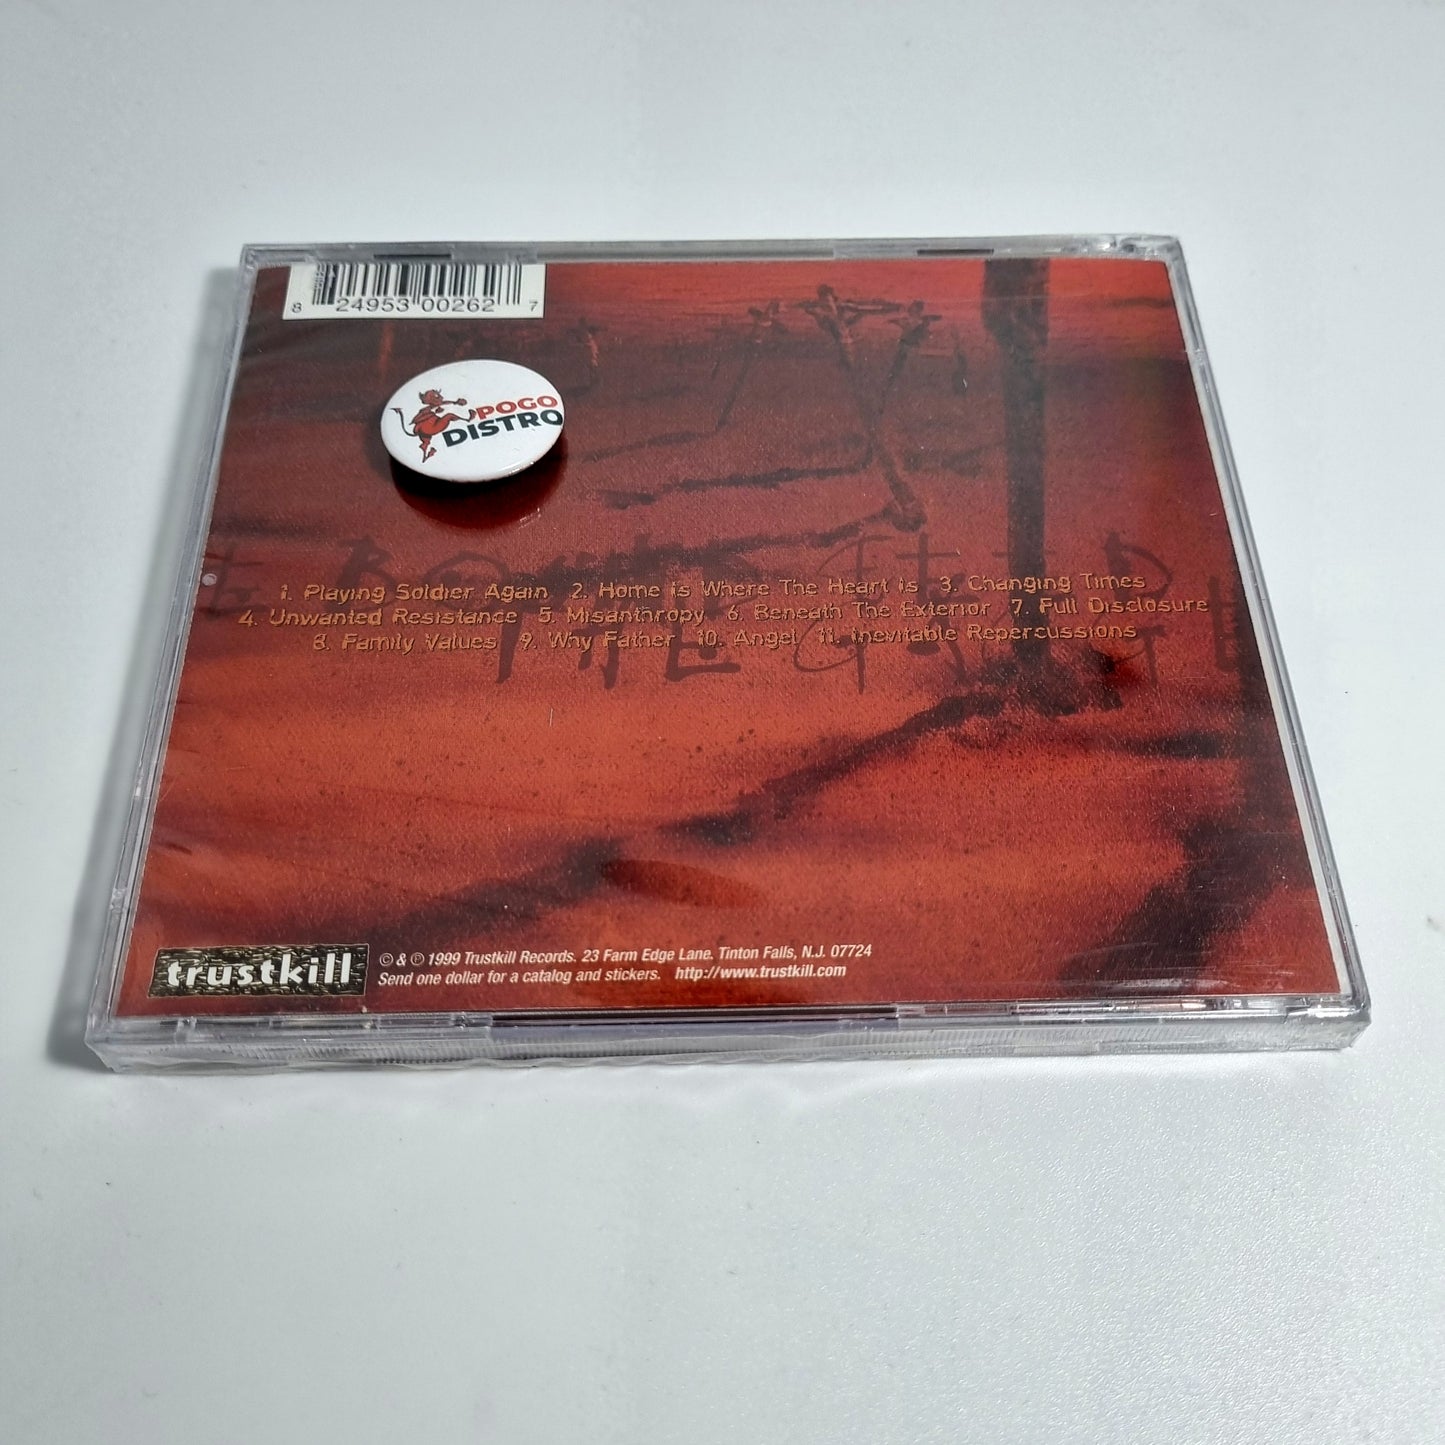 8 24953 00262 7
POGO
DISTRO
1. Playing Soldier Again 2. Home is Where The Heart is 3. Changing Times
4. Unwanted Resistance 5. Misanthropy 6. Beneath The Exterior 7. Full Disclosure
8. Family Values 9. Why Father 10. Angel 11. Inevitable Repercussions
trustkill
© & ℗ 1999 Trustkill Records. 23 Farm Edge Lane. Tinton Falls, N.J. 07724
Send one dollar for a catalog and stickers. http://www.trustkill.com